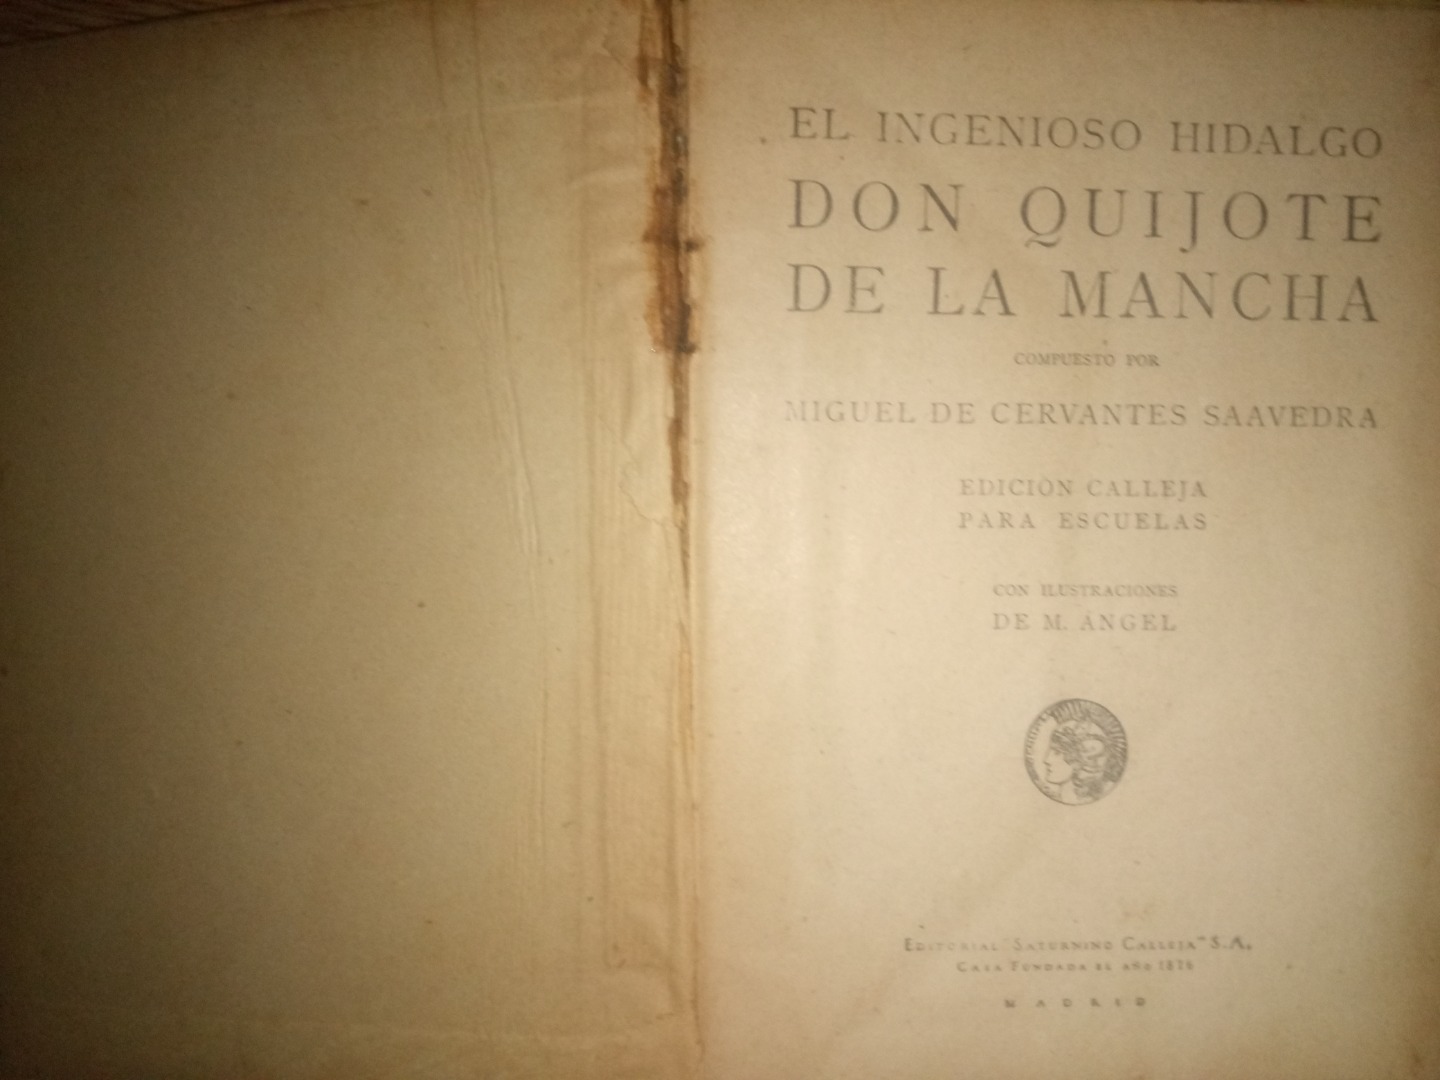 EL INGENIOSO HIDALGO
DON QUIJOTE
DE LA MANCHA
COMPUESTO POR
MIGUEL DE CERVANTES SAAVEDRA
EDICIÓN CALLEJA
PARA ESCUELAS
CON ILUSTRACIONES
DE M. ÁNGEL
EDITORIAL "SATURNINO CALLEJA" S.A.
CASA FUNDADA EL AÑO 1876
MADRID